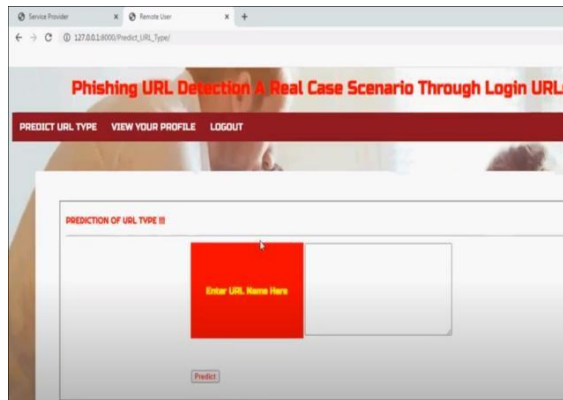 Service Provider
Remote User
127.0.0.1:8000/Predict_URL_Type/
Phishing URL Detection A Real Case Scenario Through Login URL
PREDICT URL TYPE VIEW YOUR PROFILE LOGOUT
PREDICTION OF URL TYPE !!!
Enter URL Name Here
Predict